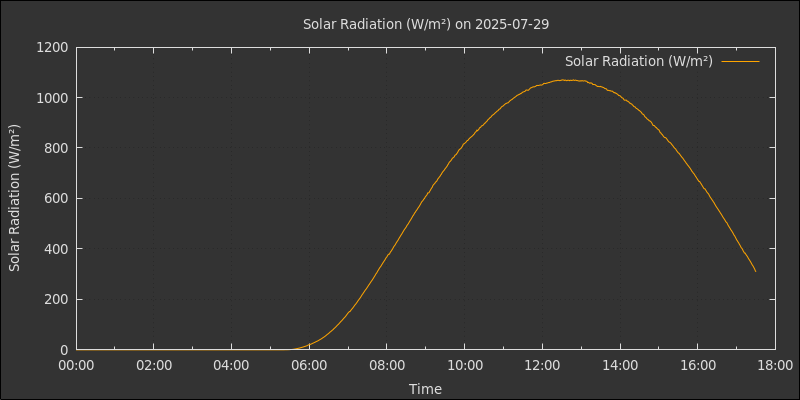 Solar Radiation (W/m²) on 2025-07-29
Solar Radiation (W/m²)
Solar Radiation (W/m²)
1200
1000
800
600
400
200
0
00:00 02:00 04:00 06:00 08:00 10:00 12:00 14:00 16:00 18:00
Time